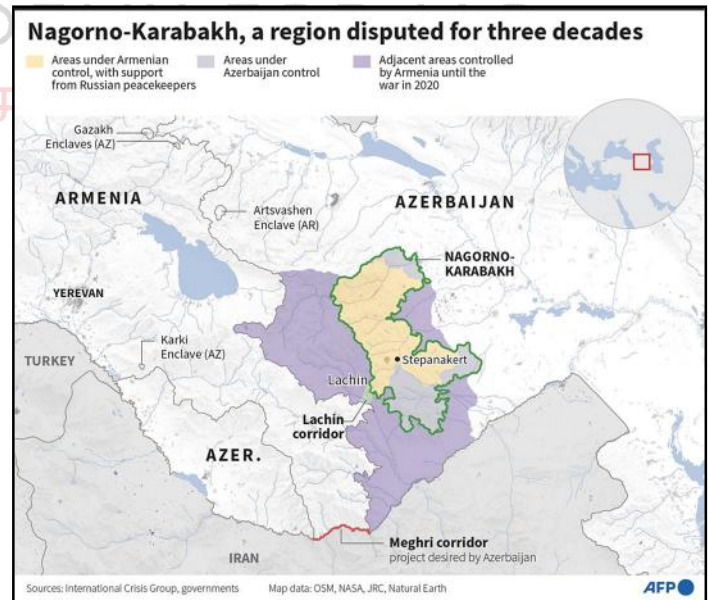 Nagorno-Karabakh, a region disputed for three decades
Areas under Armenian
control, with support
from Russian peacekeepers
Areas under
Azerbaijan control
Adjacent areas controlled
by Armenia until the
war in 2020
Gazakh
Enclaves (AZ)
ARMENIA
Artsvashen
Enclave (AR)
AZERBAIJAN
NAGORNO-
KARABAKH
YEREVAN
Karki
Enclave (AZ)
TURKEY
Stepanakert
Lachin
Lachin
corridor
AZER.
Meghri corridor
project desired by Azerbaijan
IRAN
Sources: International Crisis Group, governments
Map data: OSM, NASA, JRC, Natural Earth
AFP